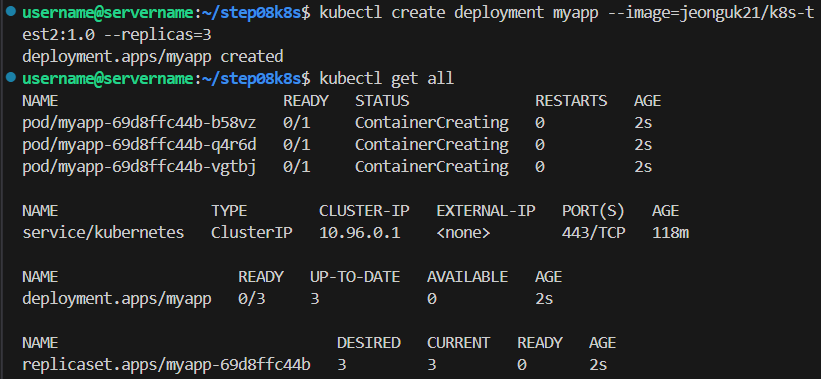 username@servername:~/step08k8s$ kubectl create deployment myapp --image=jeonguk21/k8s-t
est2:1.0 --replicas=3
deployment.apps/myapp created
username@servername:~/step08k8s$ kubectl get all
NAME                         READY   STATUS              RESTARTS   AGE
pod/myapp-69d8ffc44b-b58vz   0/1     ContainerCreating   0          2s
pod/myapp-69d8ffc44b-q4r6d   0/1     ContainerCreating   0          2s
pod/myapp-69d8ffc44b-vgtbj   0/1     ContainerCreating   0          2s
NAME                 TYPE        CLUSTER-IP   EXTERNAL-IP   PORT(S)   AGE
service/kubernetes   ClusterIP   10.96.0.1    <none>        443/TCP   118m
NAME                    READY   UP-TO-DATE   AVAILABLE   AGE
deployment.apps/myapp   0/3     3            0           2s
NAME                               DESIRED   CURRENT   READY   AGE
replicaset.apps/myapp-69d8ffc44b   3         3         0       2s